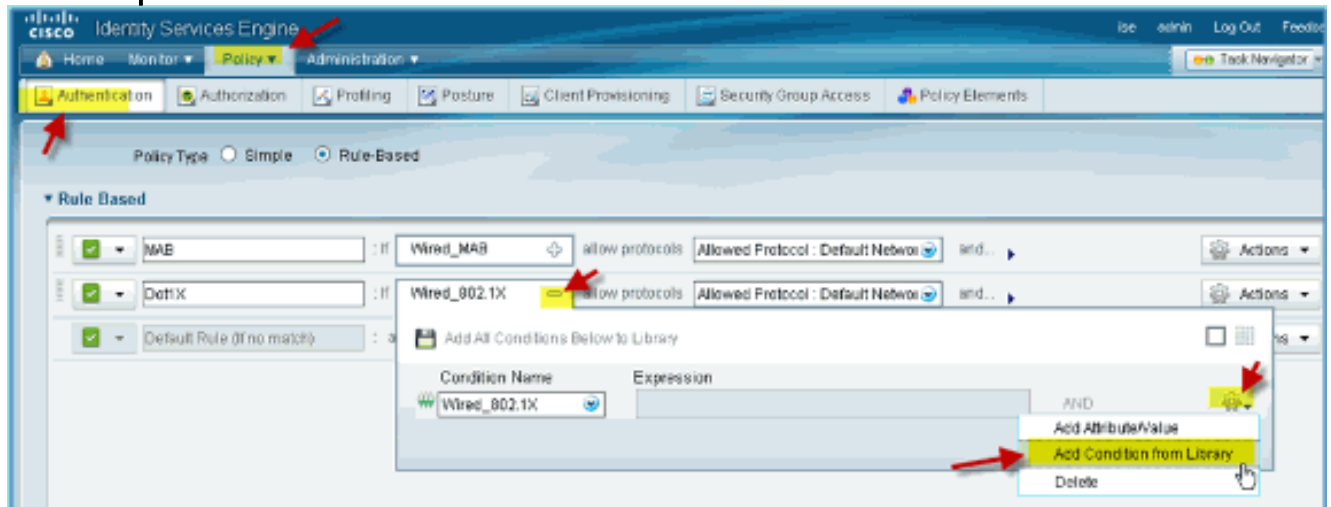 CISCO Identity Services Engine ise admin Log Out Feedba
Home Monitor ▼ Policy ▼ Administration ▼ Task Navigator
Authentication Authorization Profiling Posture Client Provisioning Security Group Access Policy Elements
Policy Type Simple Rule-Based
Rule Based
MAB : If Wired_MAB allow protocols Allowed Protocol : Default Networ and.. Actions
Dot1X : If Wired_802.1X allow protocols Allowed Protocol : Default Networ and.. Actions
Default Rule (If no match) : a ns
Add All Conditions Below to Library
Condition Name Expression
Wired_802.1X AND
Add Attribute/Value
Add Condition from Library
Delete